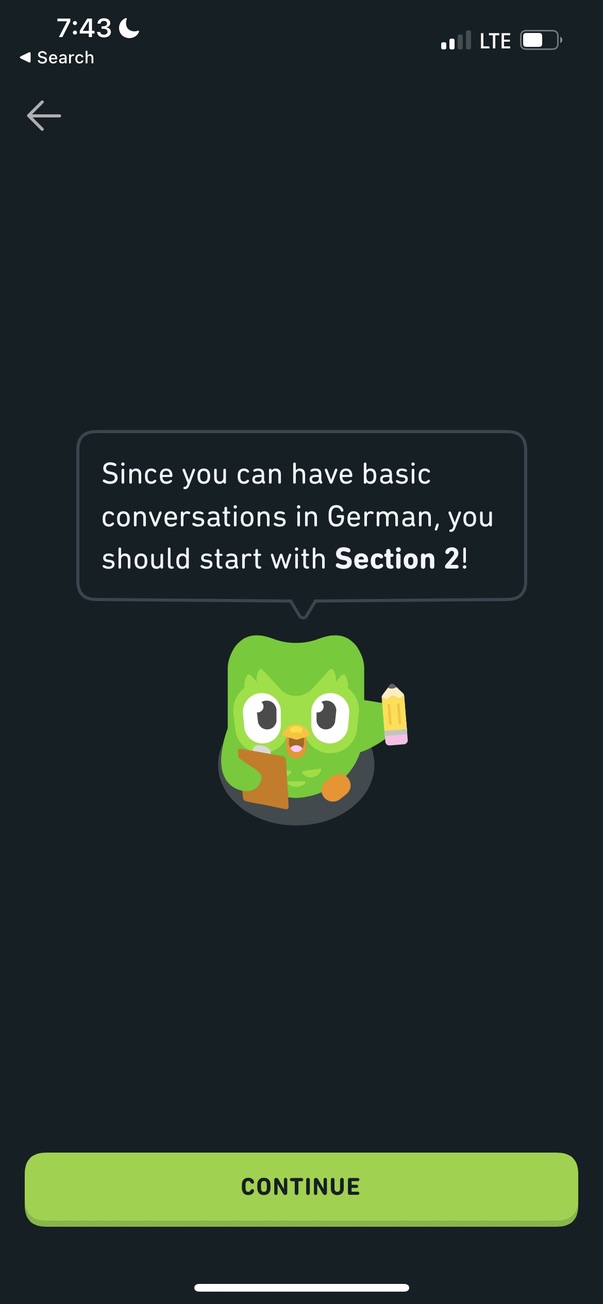 7:43
LTE
◀ Search
Since you can have basic
conversations in German, you
should start with Section 2!
CONTINUE